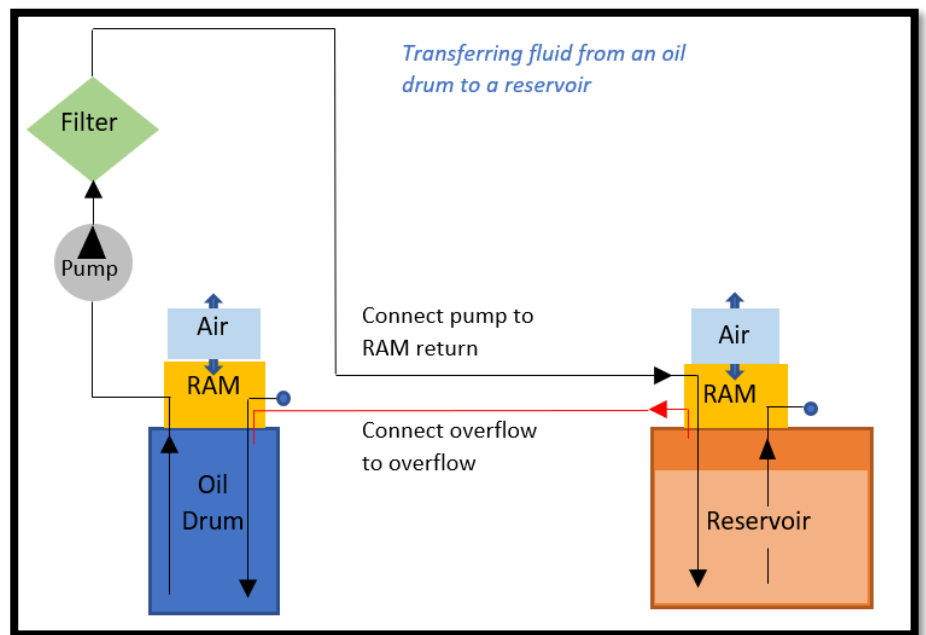 Transferring fluid from an oil
drum to a reservoir
Filter
Pump
Air
RAM
Oil
Drum
Connect pump to
RAM return
Connect overflow
to overflow
Air
RAM
Reservoir